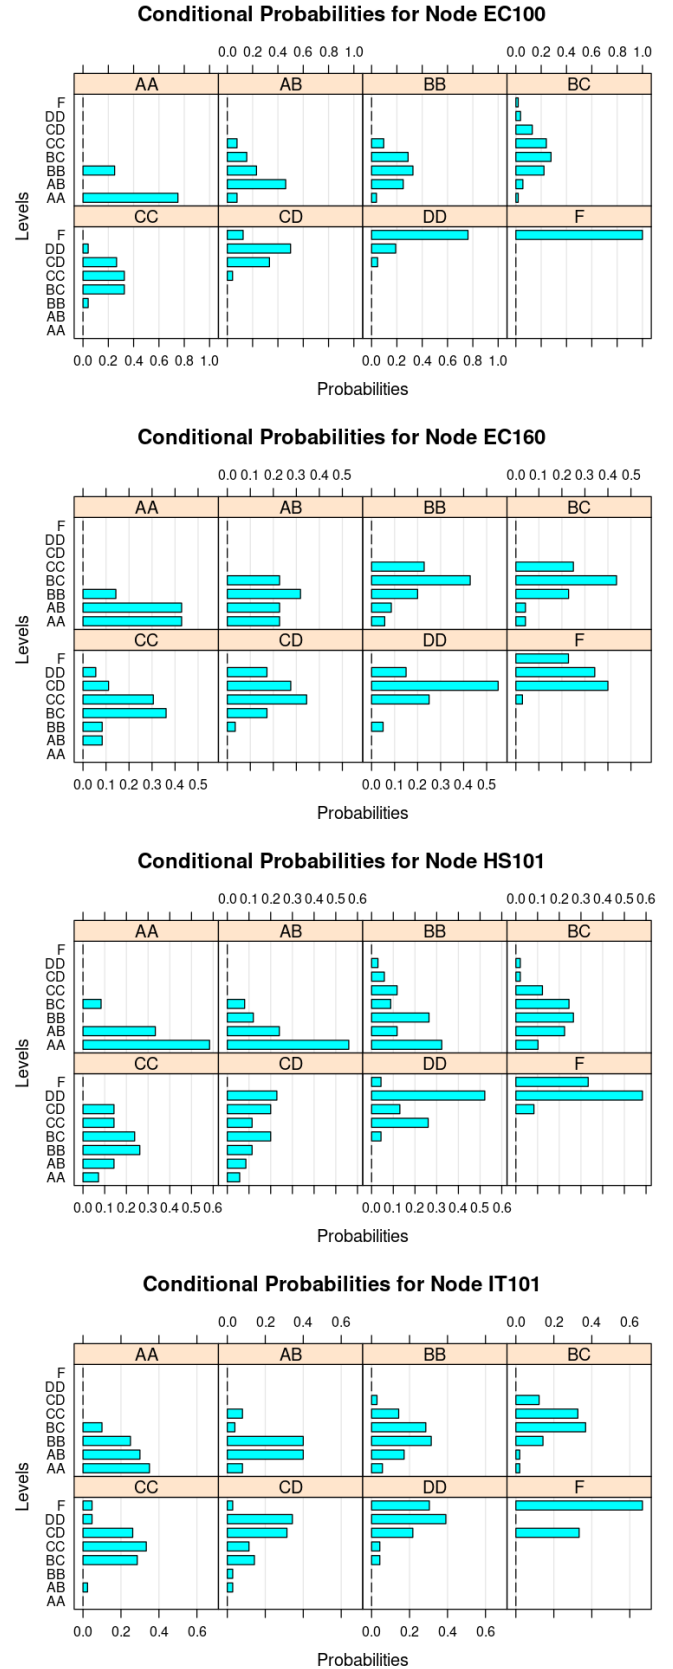 Conditional Probabilities for Node EC100
0.0 0.2 0.4 0.6 0.8 1.0 0.0 0.2 0.4 0.6 0.8 1.0
AA AB BB BC
F
DD
CD
CC
BC
BB
AB
AA
CC CD DD F
F
DD
CD
CC
BC
BB
AB
AA
Levels
0.0 0.2 0.4 0.6 0.8 1.0 0.0 0.2 0.4 0.6 0.8 1.0
Probabilities
Conditional Probabilities for Node EC160
0.0 0.1 0.2 0.3 0.4 0.5 0.0 0.1 0.2 0.3 0.4 0.5
AA AB BB BC
F
DD
CD
CC
BC
BB
AB
AA
CC CD DD F
F
DD
CD
CC
BC
BB
AB
AA
Levels
0.0 0.1 0.2 0.3 0.4 0.5 0.0 0.1 0.2 0.3 0.4 0.5
Probabilities
Conditional Probabilities for Node HS101
0.0 0.1 0.2 0.3 0.4 0.5 0.6 0.0 0.1 0.2 0.3 0.4 0.5 0.6
AA AB BB BC
F
DD
CD
CC
BC
BB
AB
AA
CC CD DD F
F
DD
CD
CC
BC
BB
AB
AA
Levels
0.0 0.1 0.2 0.3 0.4 0.5 0.6 0.0 0.1 0.2 0.3 0.4 0.5 0.6
Probabilities
Conditional Probabilities for Node IT101
0.0 0.2 0.4 0.6 0.0 0.2 0.4 0.6
AA AB BB BC
F
DD
CD
CC
BC
BB
AB
AA
CC CD DD F
F
DD
CD
CC
BC
BB
AB
AA
Levels
0.0 0.2 0.4 0.6 0.0 0.2 0.4 0.6
Probabilities